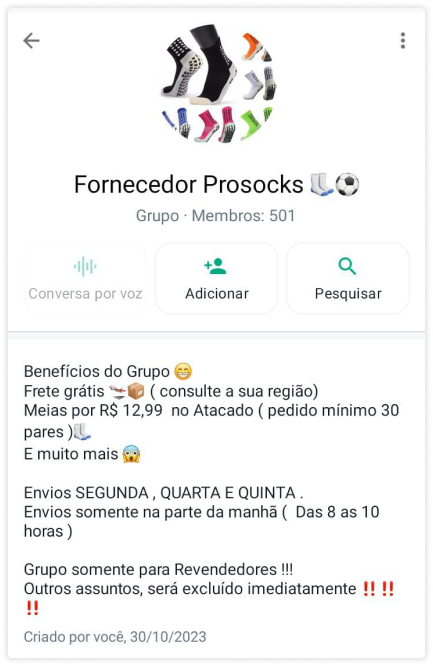 Fornecedor Prosocks 🧦⚽
Grupo · Membros: 501
Conversa por voz
Adicionar
Pesquisar
Benefícios do Grupo 😁
Frete grátis 🛩️📦 ( consulte a sua região)
Meias por R$ 12,99 no Atacado ( pedido mínimo 30
pares )🧦
E muito mais 😱
Envios SEGUNDA , QUARTA E QUINTA .
Envios somente na parte da manhã ( Das 8 as 10
horas )
Grupo somente para Revendedores !!!
Outros assuntos, será excluído imediatamente ‼️ ‼️
‼️
Criado por você, 30/10/2023